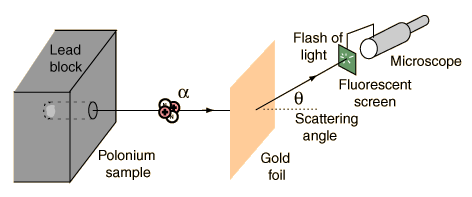 Lead
block
α
Polonium
sample
Gold
foil
Flash of
light
θ
Scattering
angle
Fluorescent
screen
Microscope